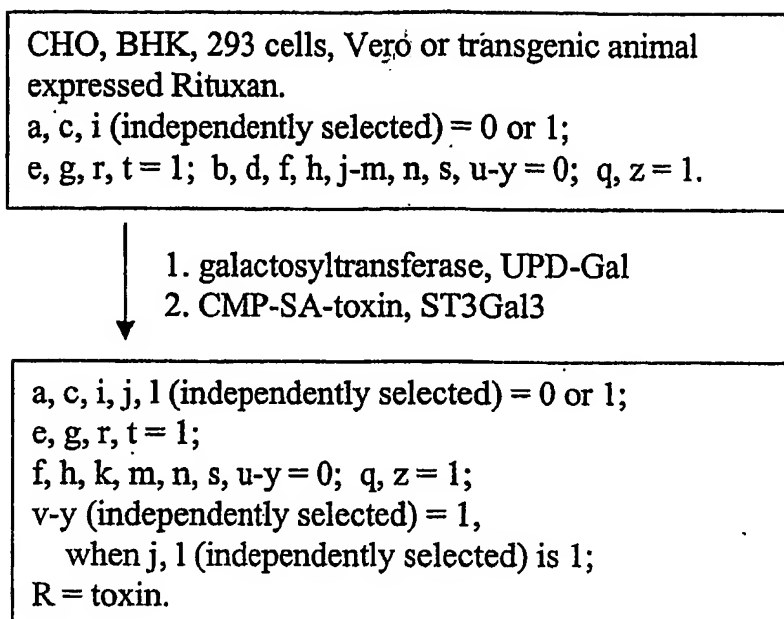 CHO, BHK, 293 cells, Vero or transgenic animal
expressed Rituxan.
a, c, i (independently selected) = 0 or 1;
e, g, r, t = 1; b, d, f, h, j-m, n, s, u-y = 0; q, z = 1.
1. galactosyltransferase, UPD-Gal
2. CMP-SA-toxin, ST3Gal3
a, c, i, j, l (independently selected) = 0 or 1;
e, g, r, t = 1;
f, h, k, m, n, s, u-y = 0; q, z = 1;
v-y (independently selected) = 1,
when j, l (independently selected) is 1;
R = toxin.